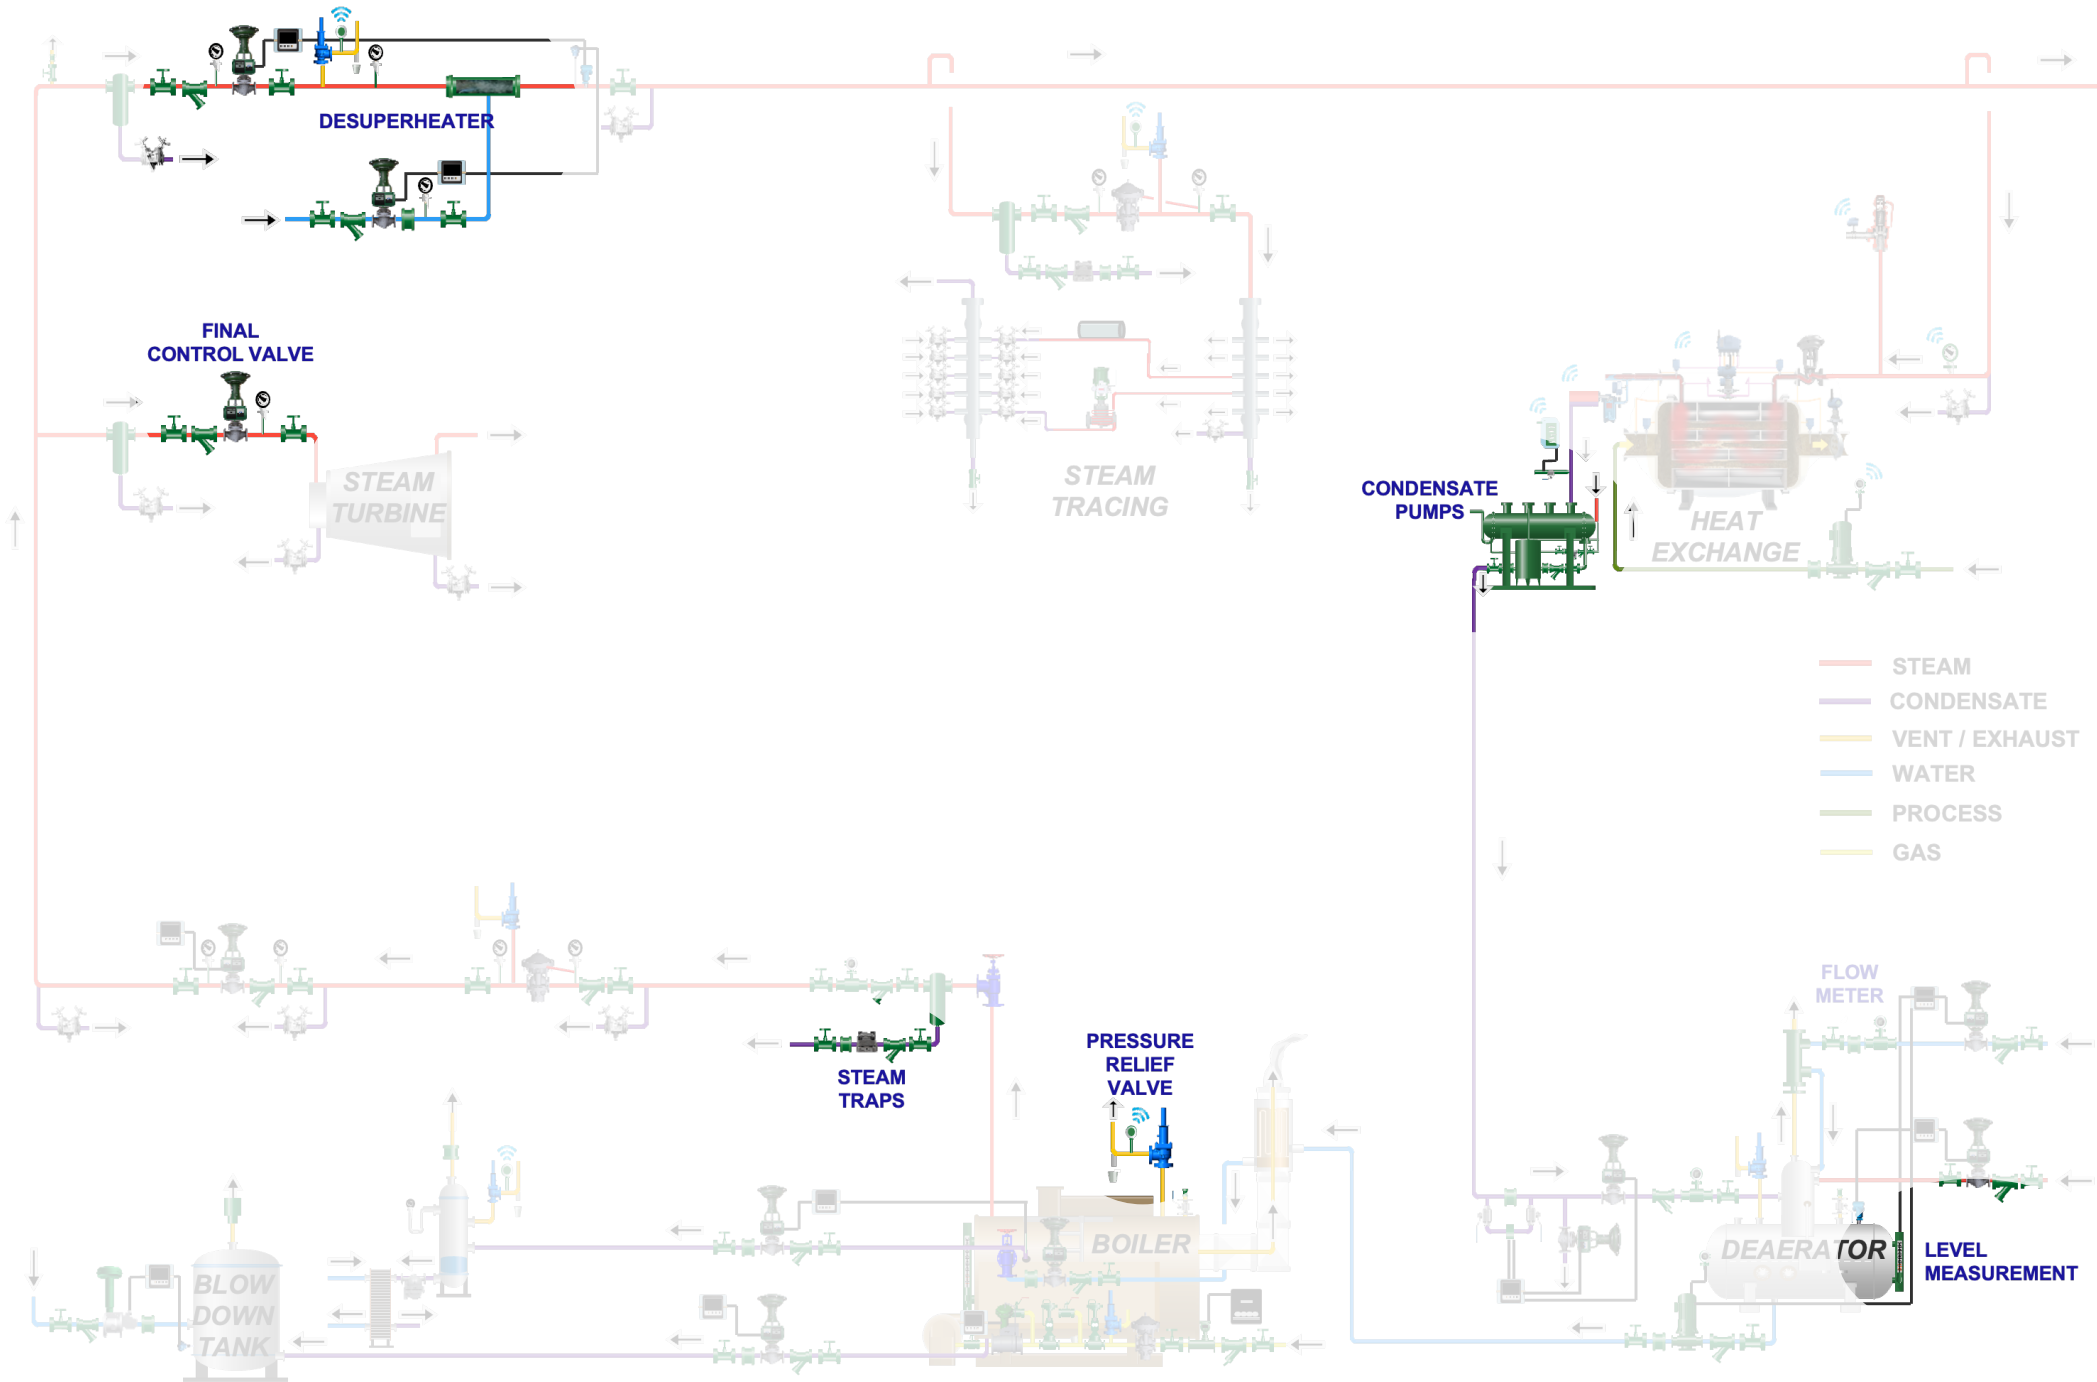 DESUPERHEATER
FINAL
CONTROL VALVE
STEAM
TURBINE
STEAM
TRACING
CONDENSATE
PUMPS
HEAT
EXCHANGE
STEAM
CONDENSATE
VENT / EXHAUST
WATER
PROCESS
GAS
FLOW
METER
STEAM
TRAPS
PRESSURE
RELIEF
VALVE
BOILER
DEAERATOR
LEVEL
MEASUREMENT
BLOW
DOWN
TANK